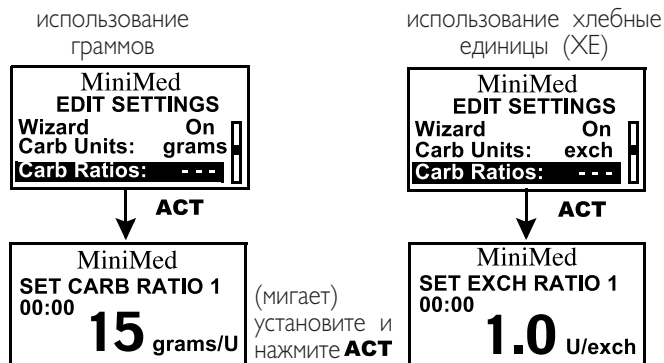 использование
граммов
MiniMed
EDIT SETTINGS
Wizard On
Carb Units: grams
Carb Ratios: - - -
ACT
MiniMed
SET CARB RATIO 1
00:00
15 grams/U
(мигает)
установите и
нажмите ACT
использование хлебные
единицы (ХЕ)
MiniMed
EDIT SETTINGS
Wizard On
Carb Units: exch
Carb Ratios: - - -
ACT
MiniMed
SET EXCH RATIO 1
00:00
1.0 U/exch